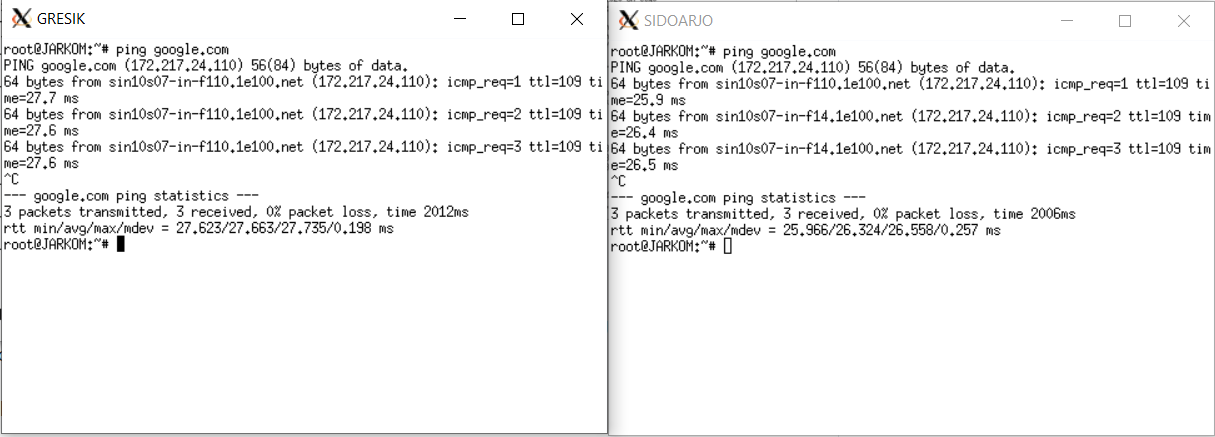 GRESIK
root@JARKOM:~# ping google.com
PING google.com (172.217.24.110) 56(84) bytes of data.
64 bytes from sin10s07-in-f110.1e100.net (172.217.24.110): icmp_req=1 ttl=109 ti
me=27.7 ms
64 bytes from sin10s07-in-f110.1e100.net (172.217.24.110): icmp_req=2 ttl=109 ti
me=27.6 ms
64 bytes from sin10s07-in-f110.1e100.net (172.217.24.110): icmp_req=3 ttl=109 ti
me=27.6 ms
^C
--- google.com ping statistics ---
3 packets transmitted, 3 received, 0% packet loss, time 2012ms
rtt min/avg/max/mdev = 27.623/27.663/27.735/0.198 ms
root@JARKOM:~#
SIDOARJO
root@JARKOM:~# ping google.com
PING google.com (172.217.24.110) 56(84) bytes of data.
64 bytes from sin10s07-in-f110.1e100.net (172.217.24.110): icmp_req=1 ttl=109 ti
me=25.9 ms
64 bytes from sin10s07-in-f14.1e100.net (172.217.24.110): icmp_req=2 ttl=109 tim
e=26.4 ms
64 bytes from sin10s07-in-f14.1e100.net (172.217.24.110): icmp_req=3 ttl=109 tim
e=26.5 ms
^C
--- google.com ping statistics ---
3 packets transmitted, 3 received, 0% packet loss, time 2006ms
rtt min/avg/max/mdev = 25.966/26.324/26.558/0.257 ms
root@JARKOM:~#